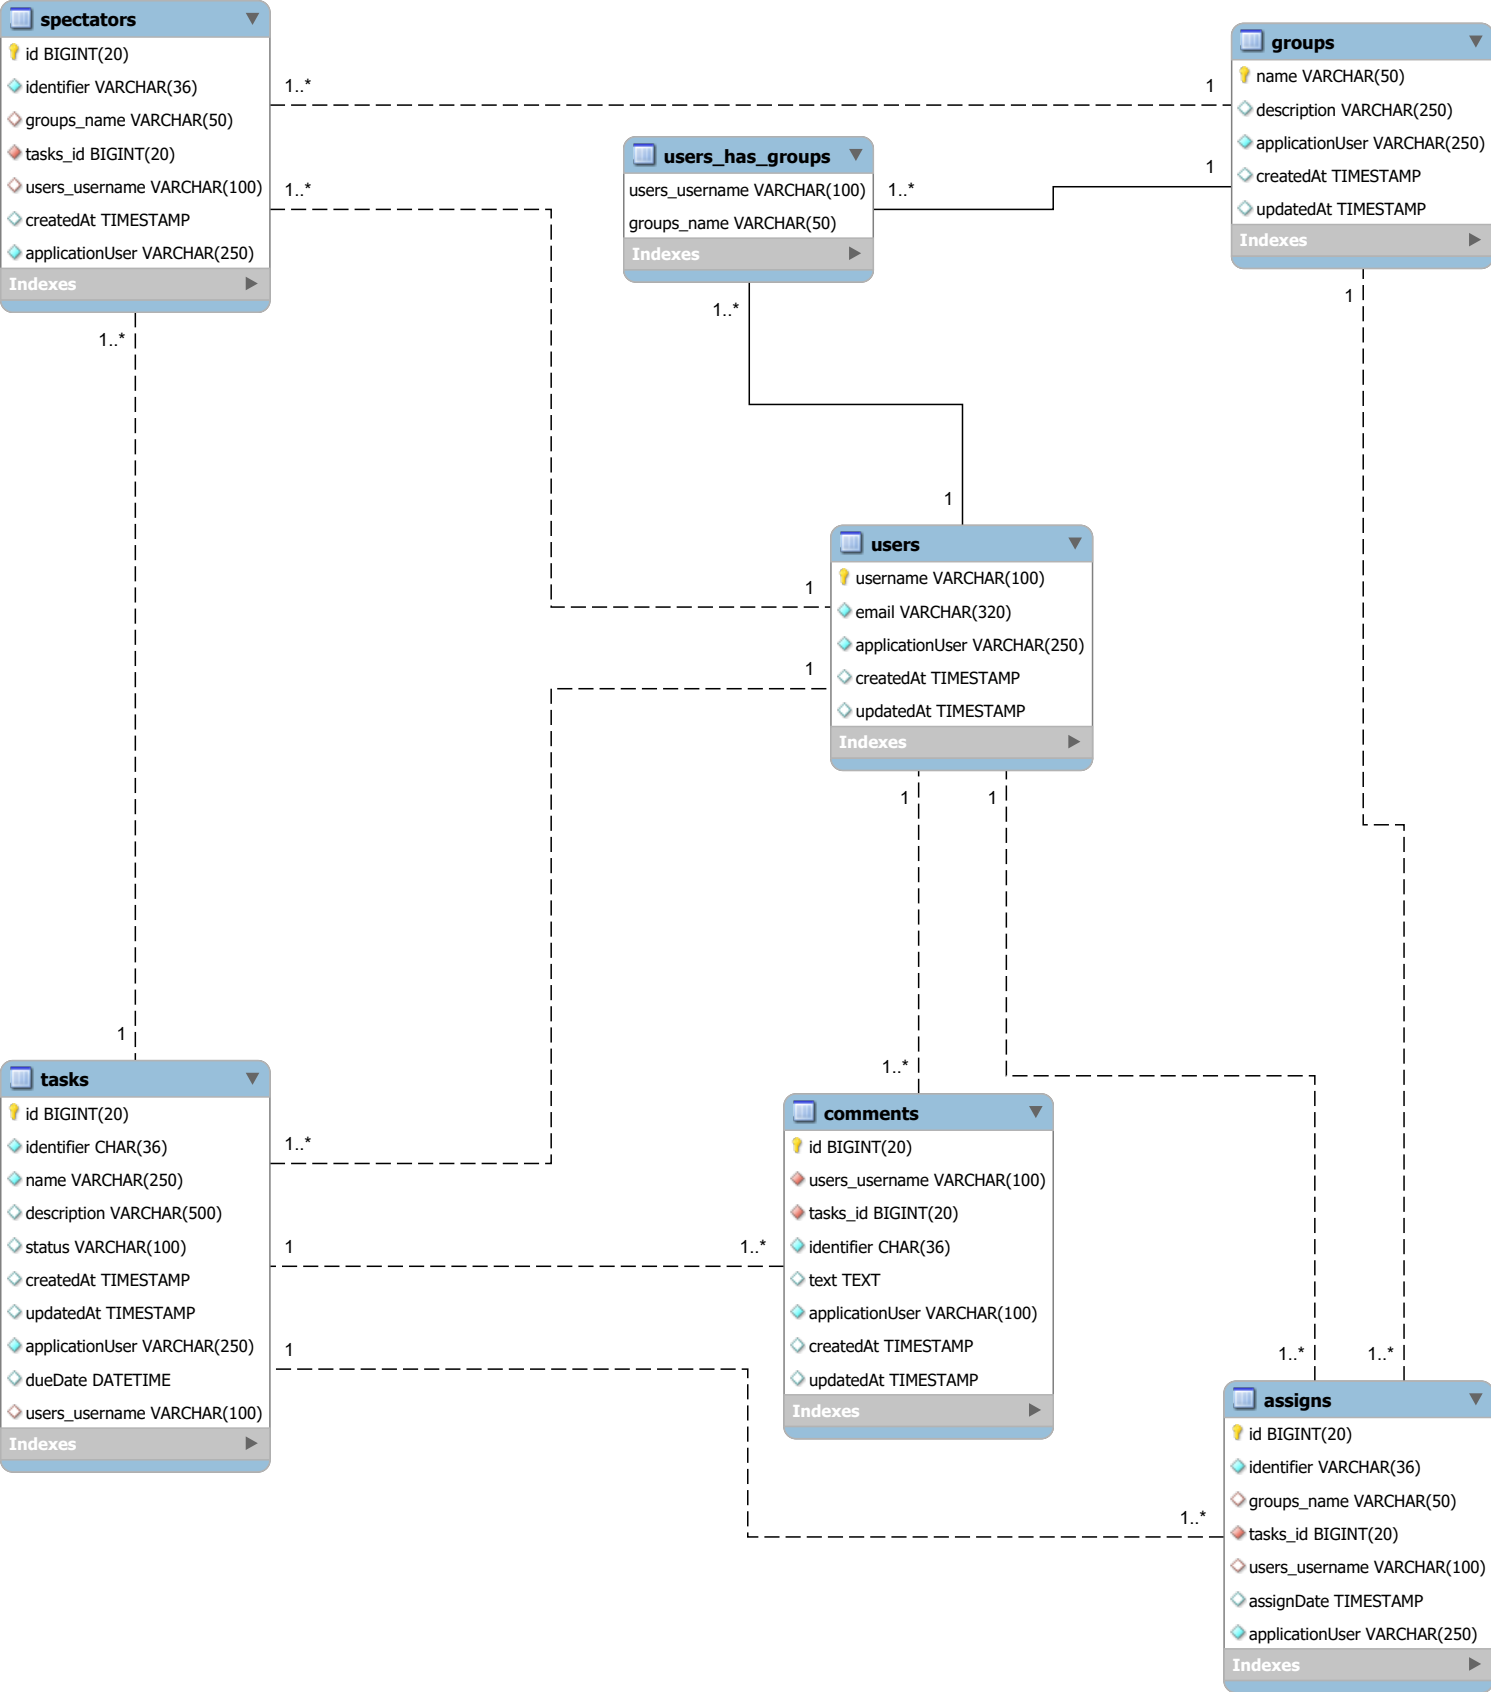 spectators
id BIGINT(20)
identifier VARCHAR(36)
groups_name VARCHAR(50)
tasks_id BIGINT(20)
users_username VARCHAR(100)
createdAt TIMESTAMP
applicationUser VARCHAR(250)
Indexes
1..*
1
1..*
1..*
groups
name VARCHAR(50)
description VARCHAR(250)
applicationUser VARCHAR(250)
createdAt TIMESTAMP
updatedAt TIMESTAMP
Indexes
users_has_groups
users_username VARCHAR(100)
groups_name VARCHAR(50)
Indexes
1..*
1
1..*
1
1
users
username VARCHAR(100)
email VARCHAR(320)
applicationUser VARCHAR(250)
createdAt TIMESTAMP
updatedAt TIMESTAMP
Indexes
1
1
1
1
1
tasks
id BIGINT(20)
identifier CHAR(36)
name VARCHAR(250)
description VARCHAR(500)
status VARCHAR(100)
createdAt TIMESTAMP
updatedAt TIMESTAMP
applicationUser VARCHAR(250)
dueDate DATETIME
users_username VARCHAR(100)
Indexes
1..*
1
1..*
1
1..*
comments
id BIGINT(20)
users_username VARCHAR(100)
tasks_id BIGINT(20)
identifier CHAR(36)
text TEXT
applicationUser VARCHAR(100)
createdAt TIMESTAMP
updatedAt TIMESTAMP
Indexes
1..*
1..*
1..*
assigns
id BIGINT(20)
identifier VARCHAR(36)
groups_name VARCHAR(50)
tasks_id BIGINT(20)
users_username VARCHAR(100)
assignDate TIMESTAMP
applicationUser VARCHAR(250)
Indexes